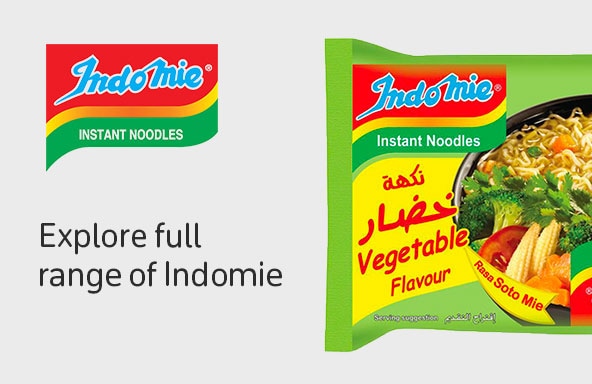 Indomie®
INSTANT NOODLES
Explore full
range of Indomie
Indomie®
Instant Noodles
نكهة
خضار
Vegetable
Flavour
Rasa Soto Mie
Serving suggestion إقتراح التقديم
®